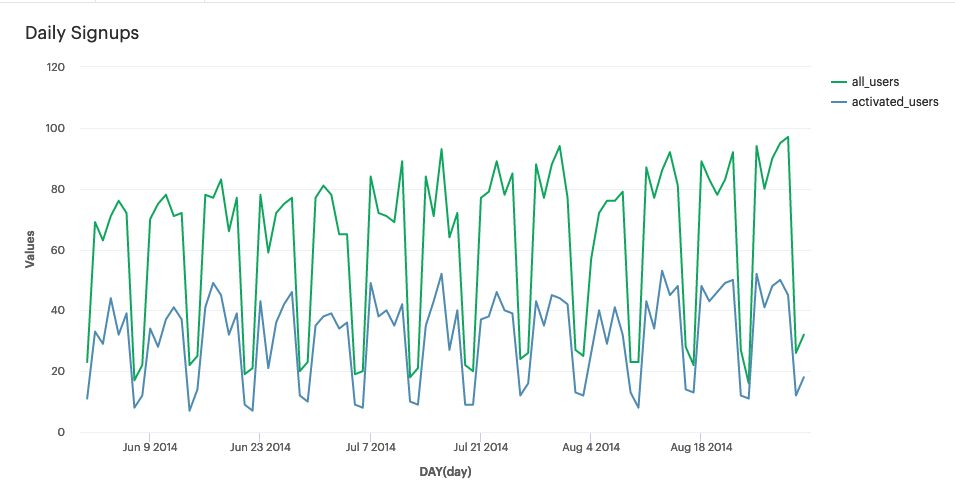 Daily Signups
120
100
80
60
40
20
0
Values
Jun 9 2014 Jun 23 2014 Jul 7 2014 Jul 21 2014 Aug 4 2014 Aug 18 2014
DAY(day)
all_users
activated_users